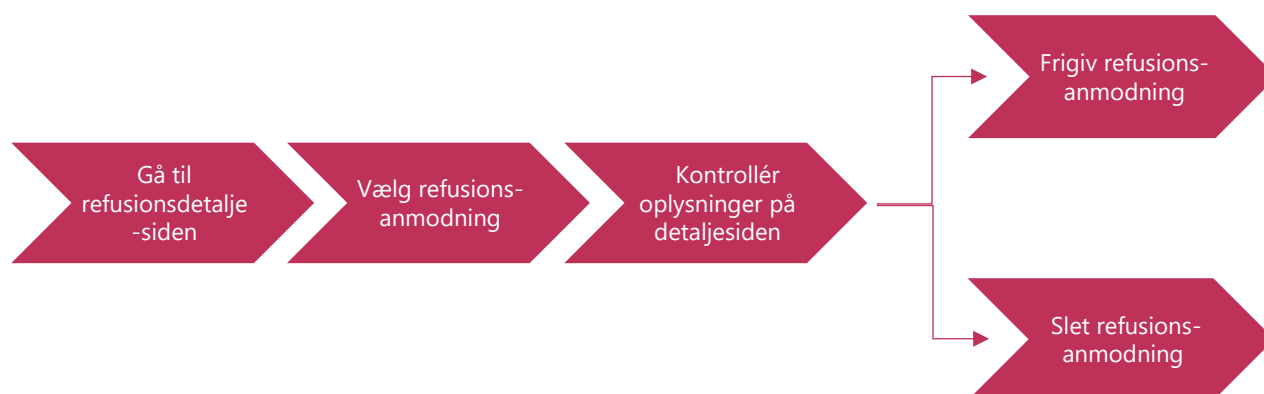 Gå til
refusionsdetalje
-siden
Vælg refusions-
anmodning
Kontrollér
oplysninger på
detaljesiden
Frigiv refusions-
anmodning
Slet refusions-
anmodning